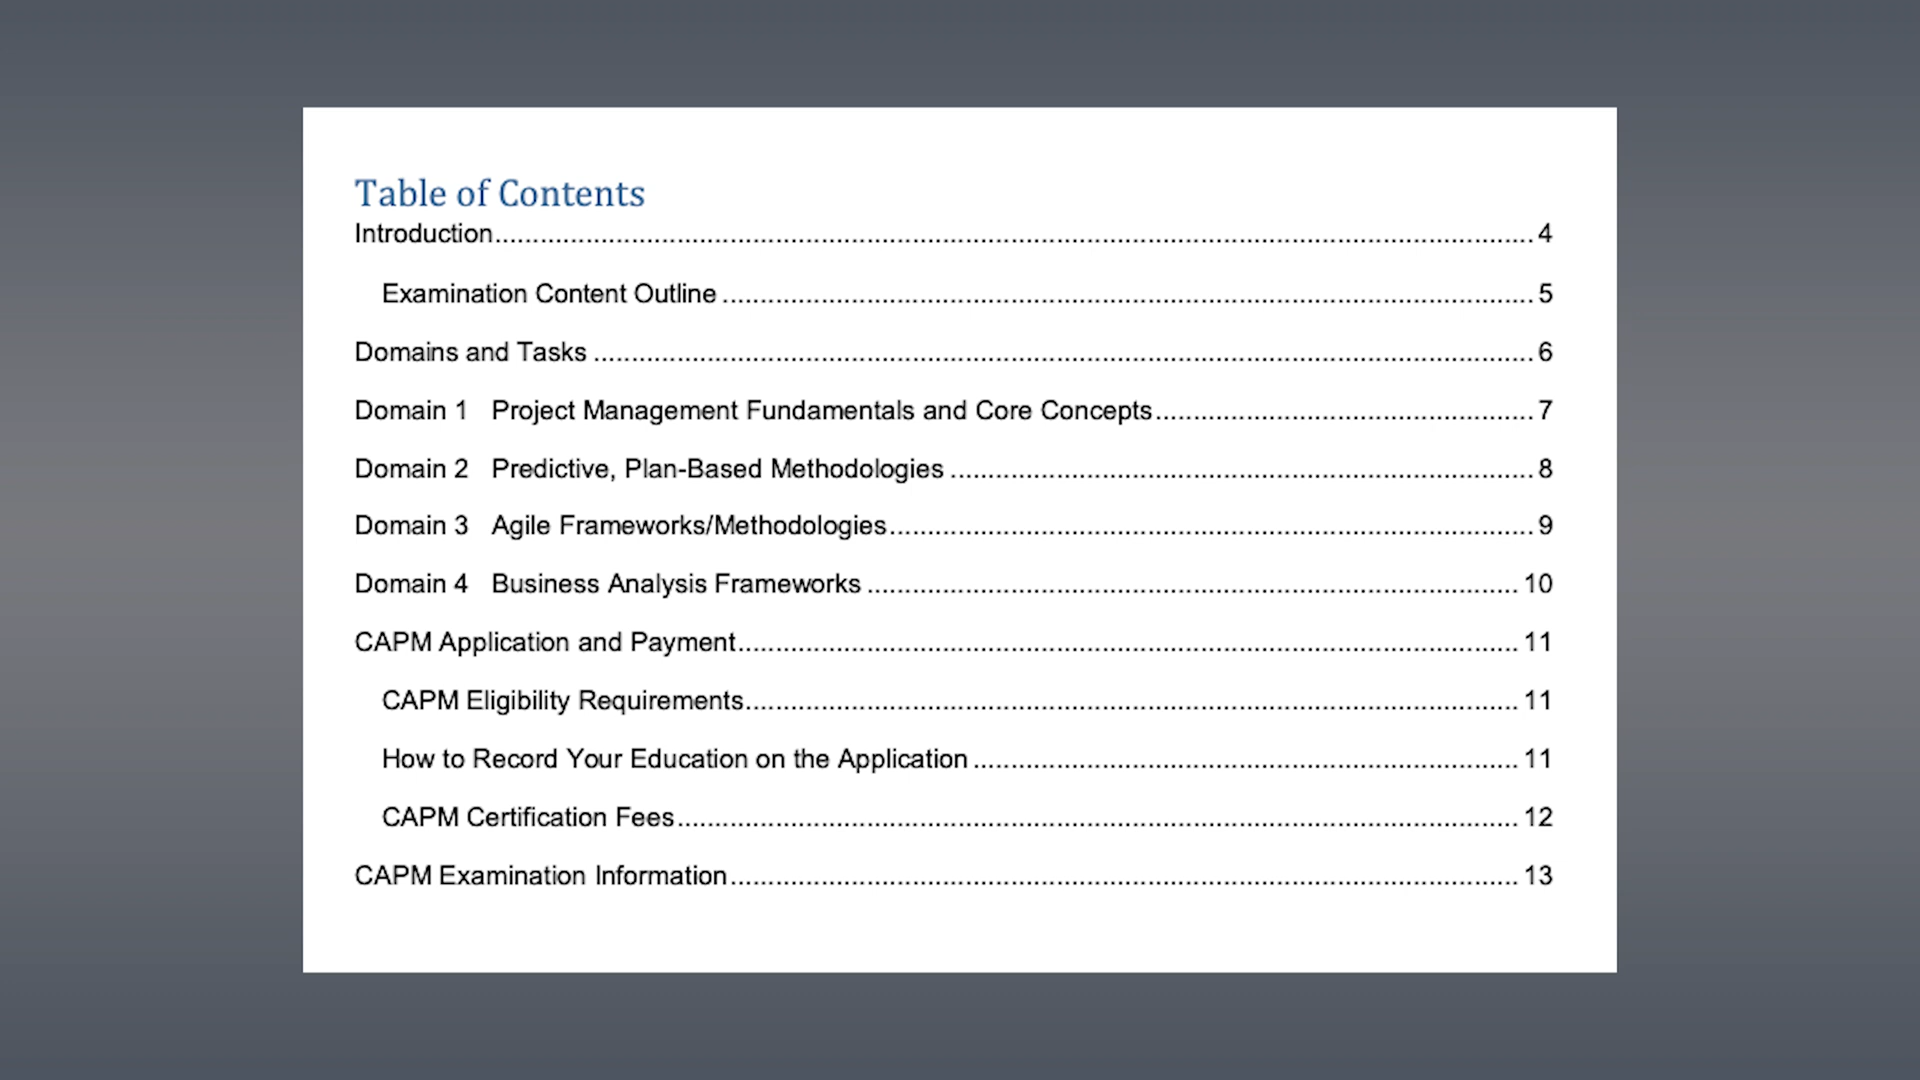 Table of Contents
Introduction........................................................................................................................................4
Examination Content Outline ..........................................................................................................5
Domains and Tasks ...........................................................................................................................6
Domain 1 Project Management Fundamentals and Core Concepts..................................................7
Domain 2 Predictive, Plan-Based Methodologies ............................................................................8
Domain 3 Agile Frameworks/Methodologies....................................................................................9
Domain 4 Business Analysis Frameworks .....................................................................................10
CAPM Application and Payment......................................................................................................11
CAPM Eligibility Requirements.....................................................................................................11
How to Record Your Education on the Application .......................................................................11
CAPM Certification Fees..............................................................................................................12
CAPM Examination Information.......................................................................................................13